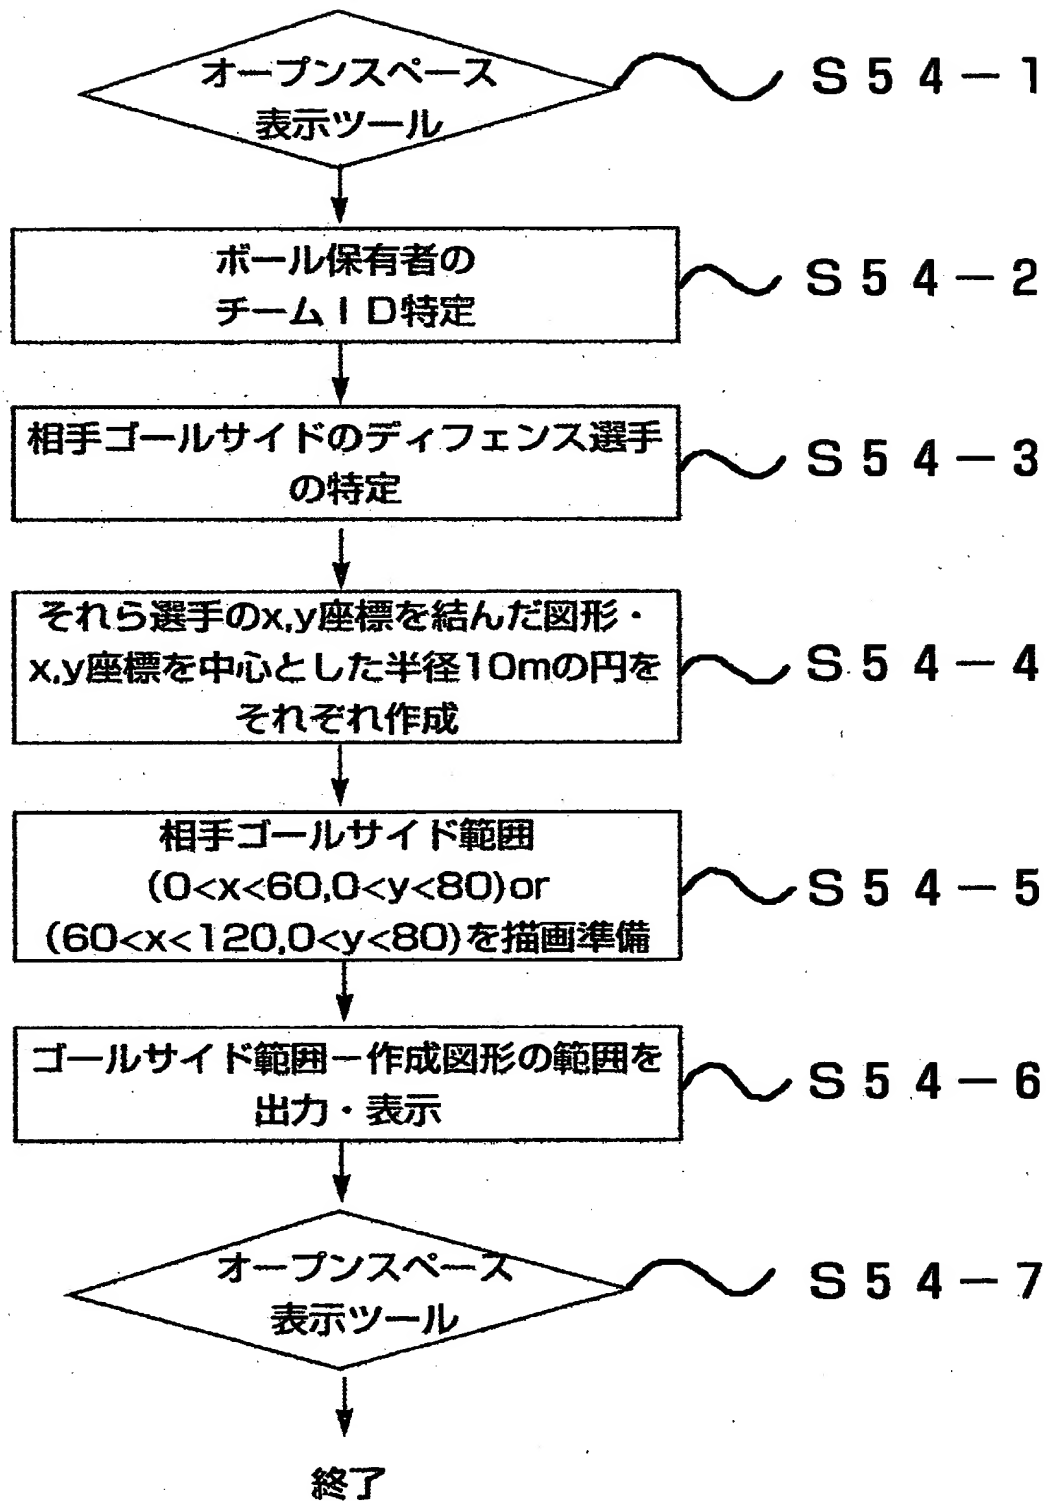 オープンスペース
表示ツール
S54−1
ボール保有者の
チームID特定
S54−2
相手ゴールサイドのディフェンス選手
の特定
S54−3
それら選手のx,y座標を結んだ図形・
x,y座標を中心とした半径10mの円を
それぞれ作成
S54−4
相手ゴールサイド範囲
(0<x<60,0<y<80)or
(60<x<120,0<y<80)を描画準備
S54−5
ゴールサイド範囲−作成図形の範囲を
出力・表示
S54−6
オープンスペース
表示ツール
S54−7
終了